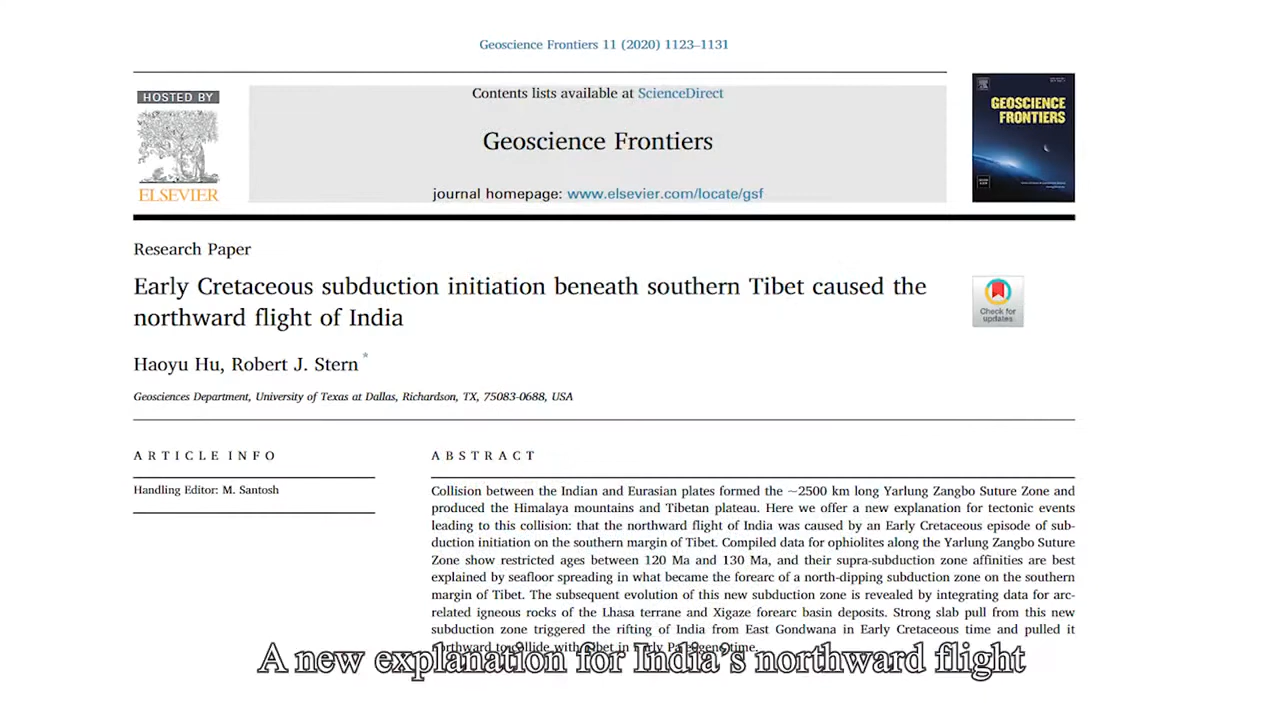 Geoscience Frontiers 11 (2020) 1123–1131
HOSTED BY
ELSEVIER
Contents lists available at ScienceDirect
Geoscience Frontiers
journal homepage: www.elsevier.com/locate/gsf
GEOSCIENCE
FRONTIERS
Research Paper
Early Cretaceous subduction initiation beneath southern Tibet caused the
northward flight of India
Check for
updates
Haoyu Hu, Robert J. Stern *
Geosciences Department, University of Texas at Dallas, Richardson, TX, 75083-0688, USA
ARTICLE INFO
Handling Editor: M. Santosh
ABSTRACT
Collision between the Indian and Eurasian plates formed the ~2500 km long Yarlung Zangbo Suture Zone and
produced the Himalaya mountains and Tibetan plateau. Here we offer a new explanation for tectonic events
leading to this collision: that the northward flight of India was caused by an Early Cretaceous episode of sub-
duction initiation on the southern margin of Tibet. Compiled data for ophiolites along the Yarlung Zangbo Suture
Zone show restricted ages between 120 Ma and 130 Ma, and their supra-subduction zone affinities are best
explained by seafloor spreading in what became the forearc of a north-dipping subduction zone on the southern
margin of Tibet. The subsequent evolution of this new subduction zone is revealed by integrating data for arc-
related igneous rocks of the Lhasa terrane and Xigaze forearc basin deposits. Strong slab pull from this new
subduction zone triggered the rifting of India from East Gondwana in Early Cretaceous time and pulled it
northward to collide with Tibet in Early Paleogene time.
A new explanation for India's northward flight